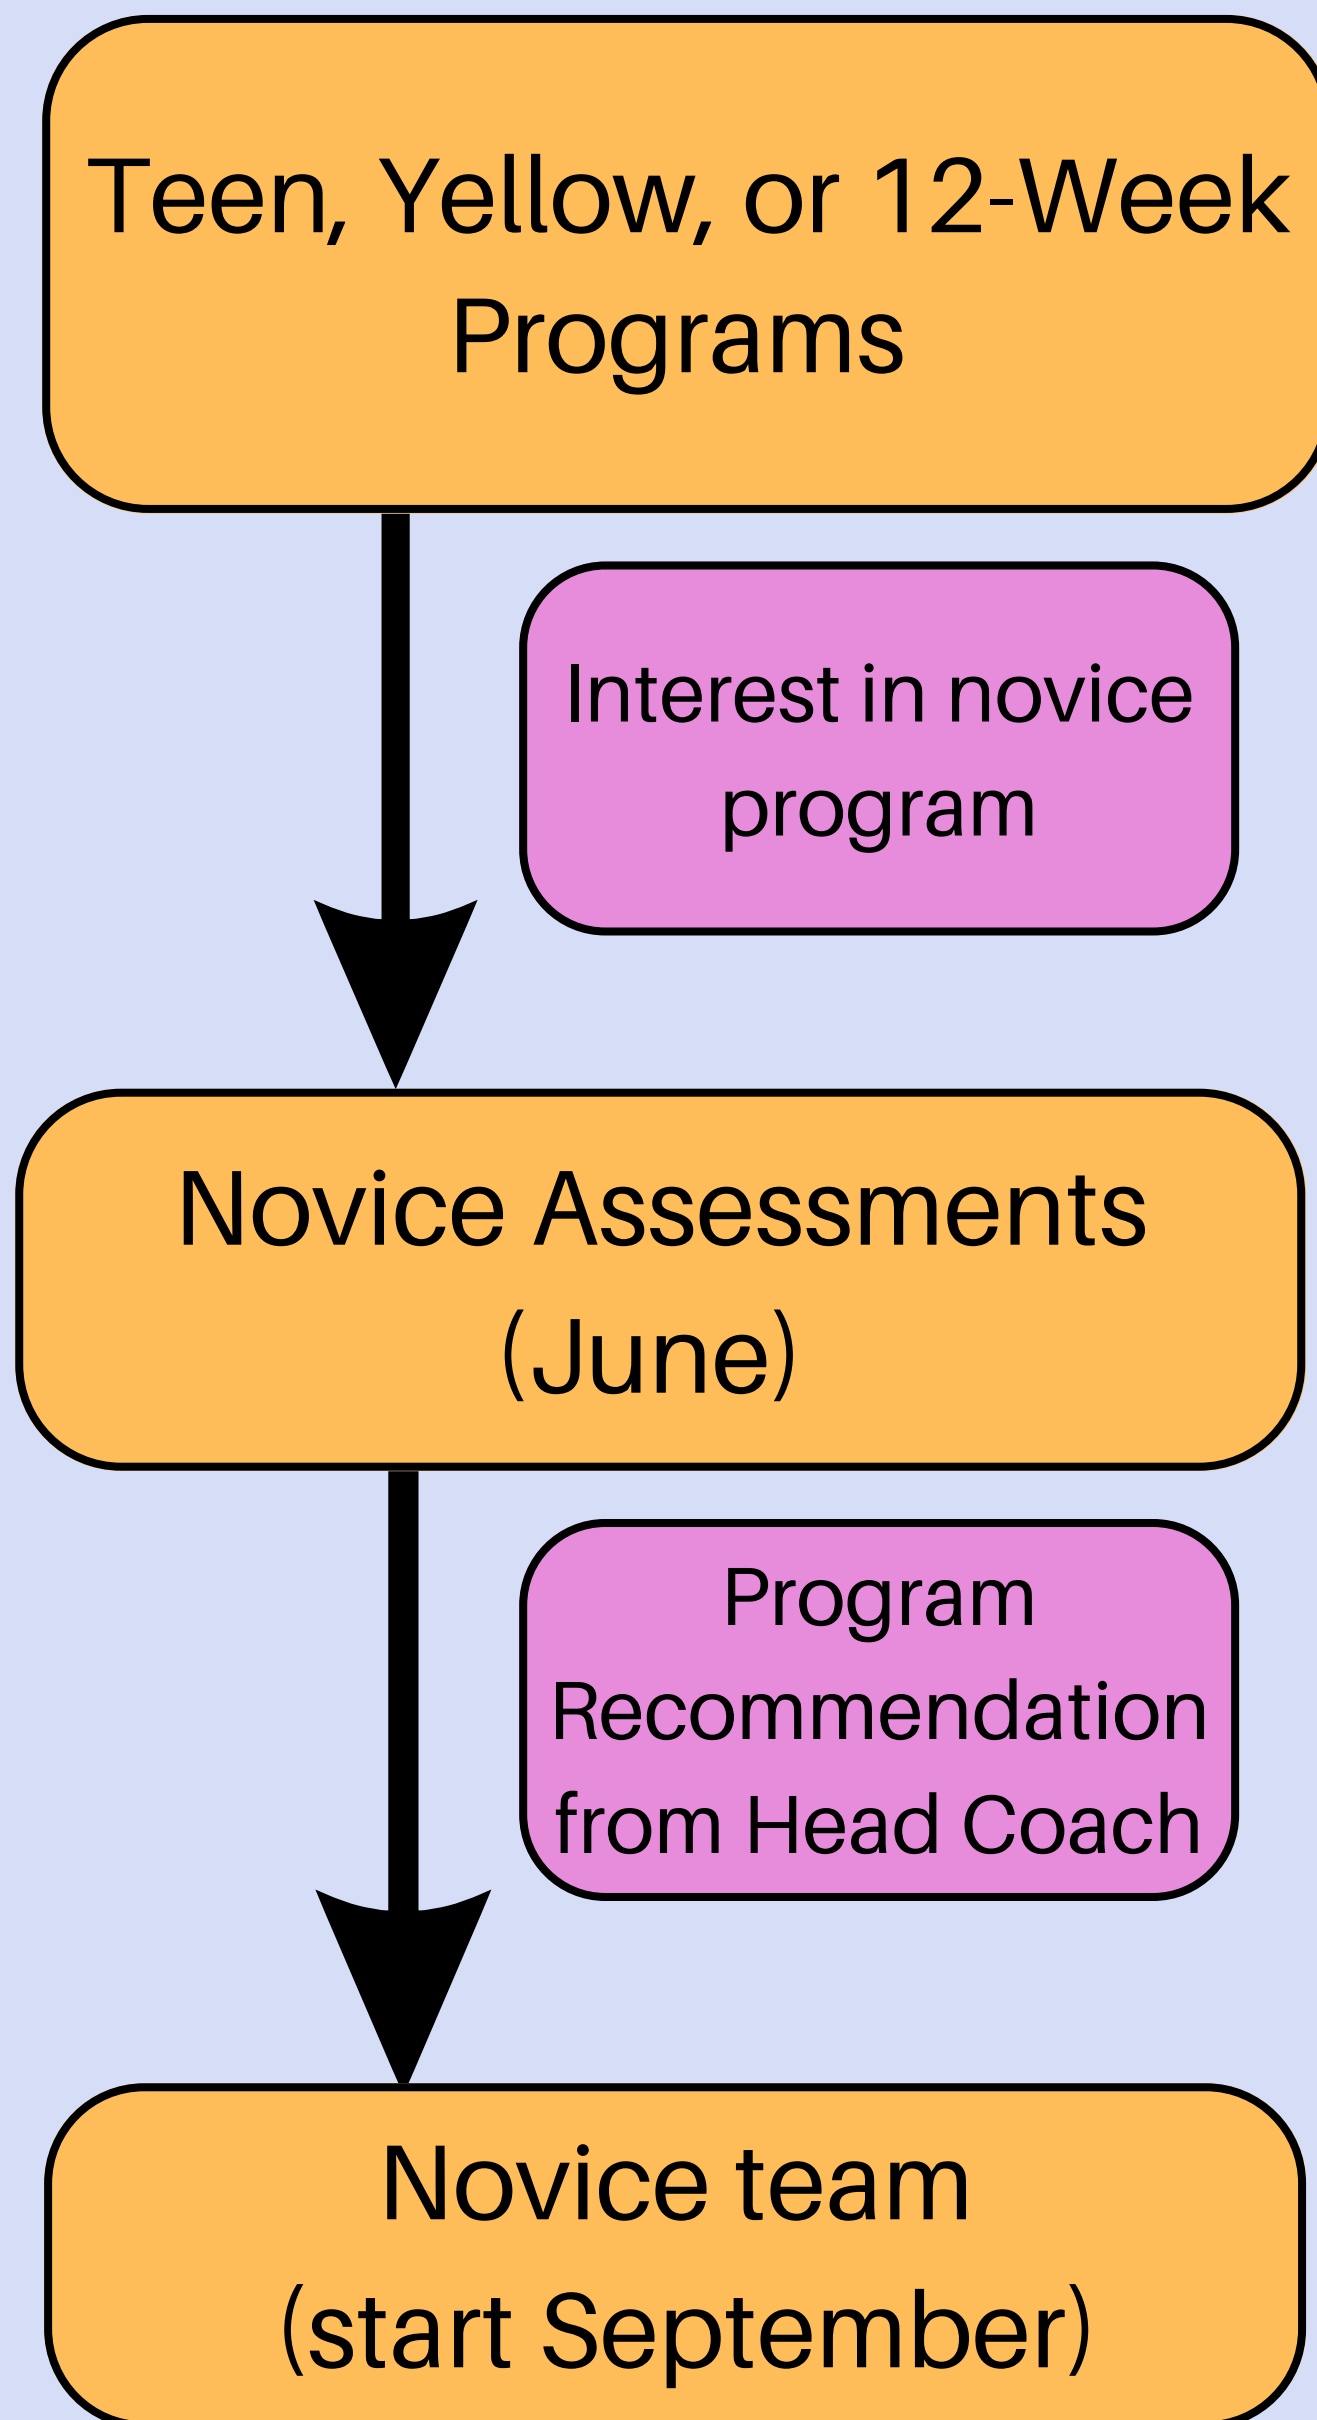 Teen, Yellow, or 12-Week
Programs
Interest in novice
program
Novice Assessments
(June)
Program
Recommendation
from Head Coach
Novice team
(start September)